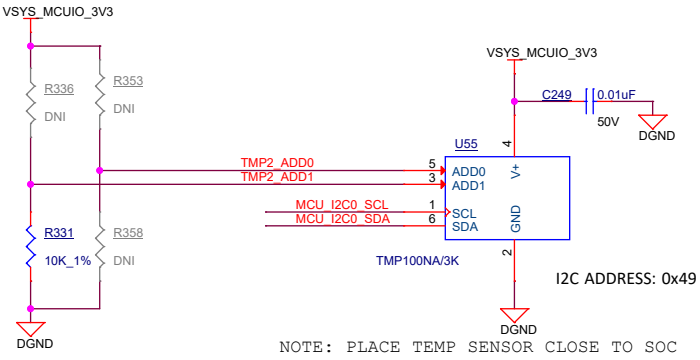 VSYS_MCUIO_3V3
R336
DNI
R353
DNI
R331
10K_1%
R358
DNI
DGND
TMP2_ADD0
TMP2_ADD1
MCU_I2C0_SCL
MCU_I2C0_SDA
VSYS_MCUIO_3V3
C249
0.01uF
50V
DGND
U55
4
5
3
1
6
2
ADD0
ADD1
SCL
SDA
V+
GND
TMP100NA/3K
I2C ADDRESS: 0x49
DGND
NOTE: PLACE TEMP SENSOR CLOSE TO SOC